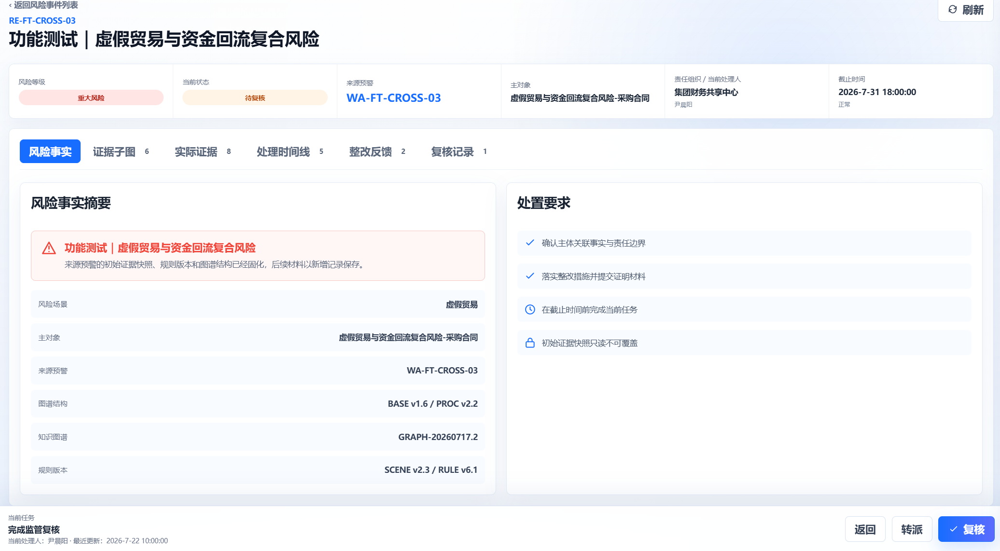 ‹ 返回风险事件列表
刷新
RE-FT-CROSS-03
功能测试｜虚假贸易与资金回流复合风险
风险等级
重大风险
当前状态
待复核
来源预警
WA-FT-CROSS-03
主对象
虚假贸易与资金回流复合风险-采购合同
责任组织 / 当前处理人
集团财务共享中心
尹晨阳
截止时间
2026-7-31 18:00:00
正常
风险事实 证据子图 6 实际证据 8 处理时间线 5 整改反馈 2 复核记录 1
风险事实摘要
功能测试｜虚假贸易与资金回流复合风险
来源预警的初始证据快照、规则版本和图谱结构已经固化，后续材料以新增记录保存。
风险场景 虚假贸易
主对象 虚假贸易与资金回流复合风险-采购合同
来源预警 WA-FT-CROSS-03
图谱结构 BASE v1.6 / PROC v2.2
知识图谱 GRAPH-20260717.2
规则版本 SCENE v2.3 / RULE v6.1
处置要求
确认主体关联事实与责任边界
落实整改措施并提交证明材料
在截止时间前完成当前任务
初始证据快照只读不可覆盖
当前任务
完成监管复核
当前处理人：尹晨阳 · 最近更新：2026-7-22 10:00:00
返回 转派 复核